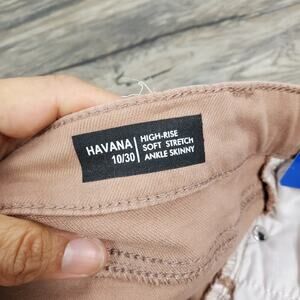 HAVANA
10/30
HIGH-RISE
SOFT STRETCH
ANKLE SKINNY